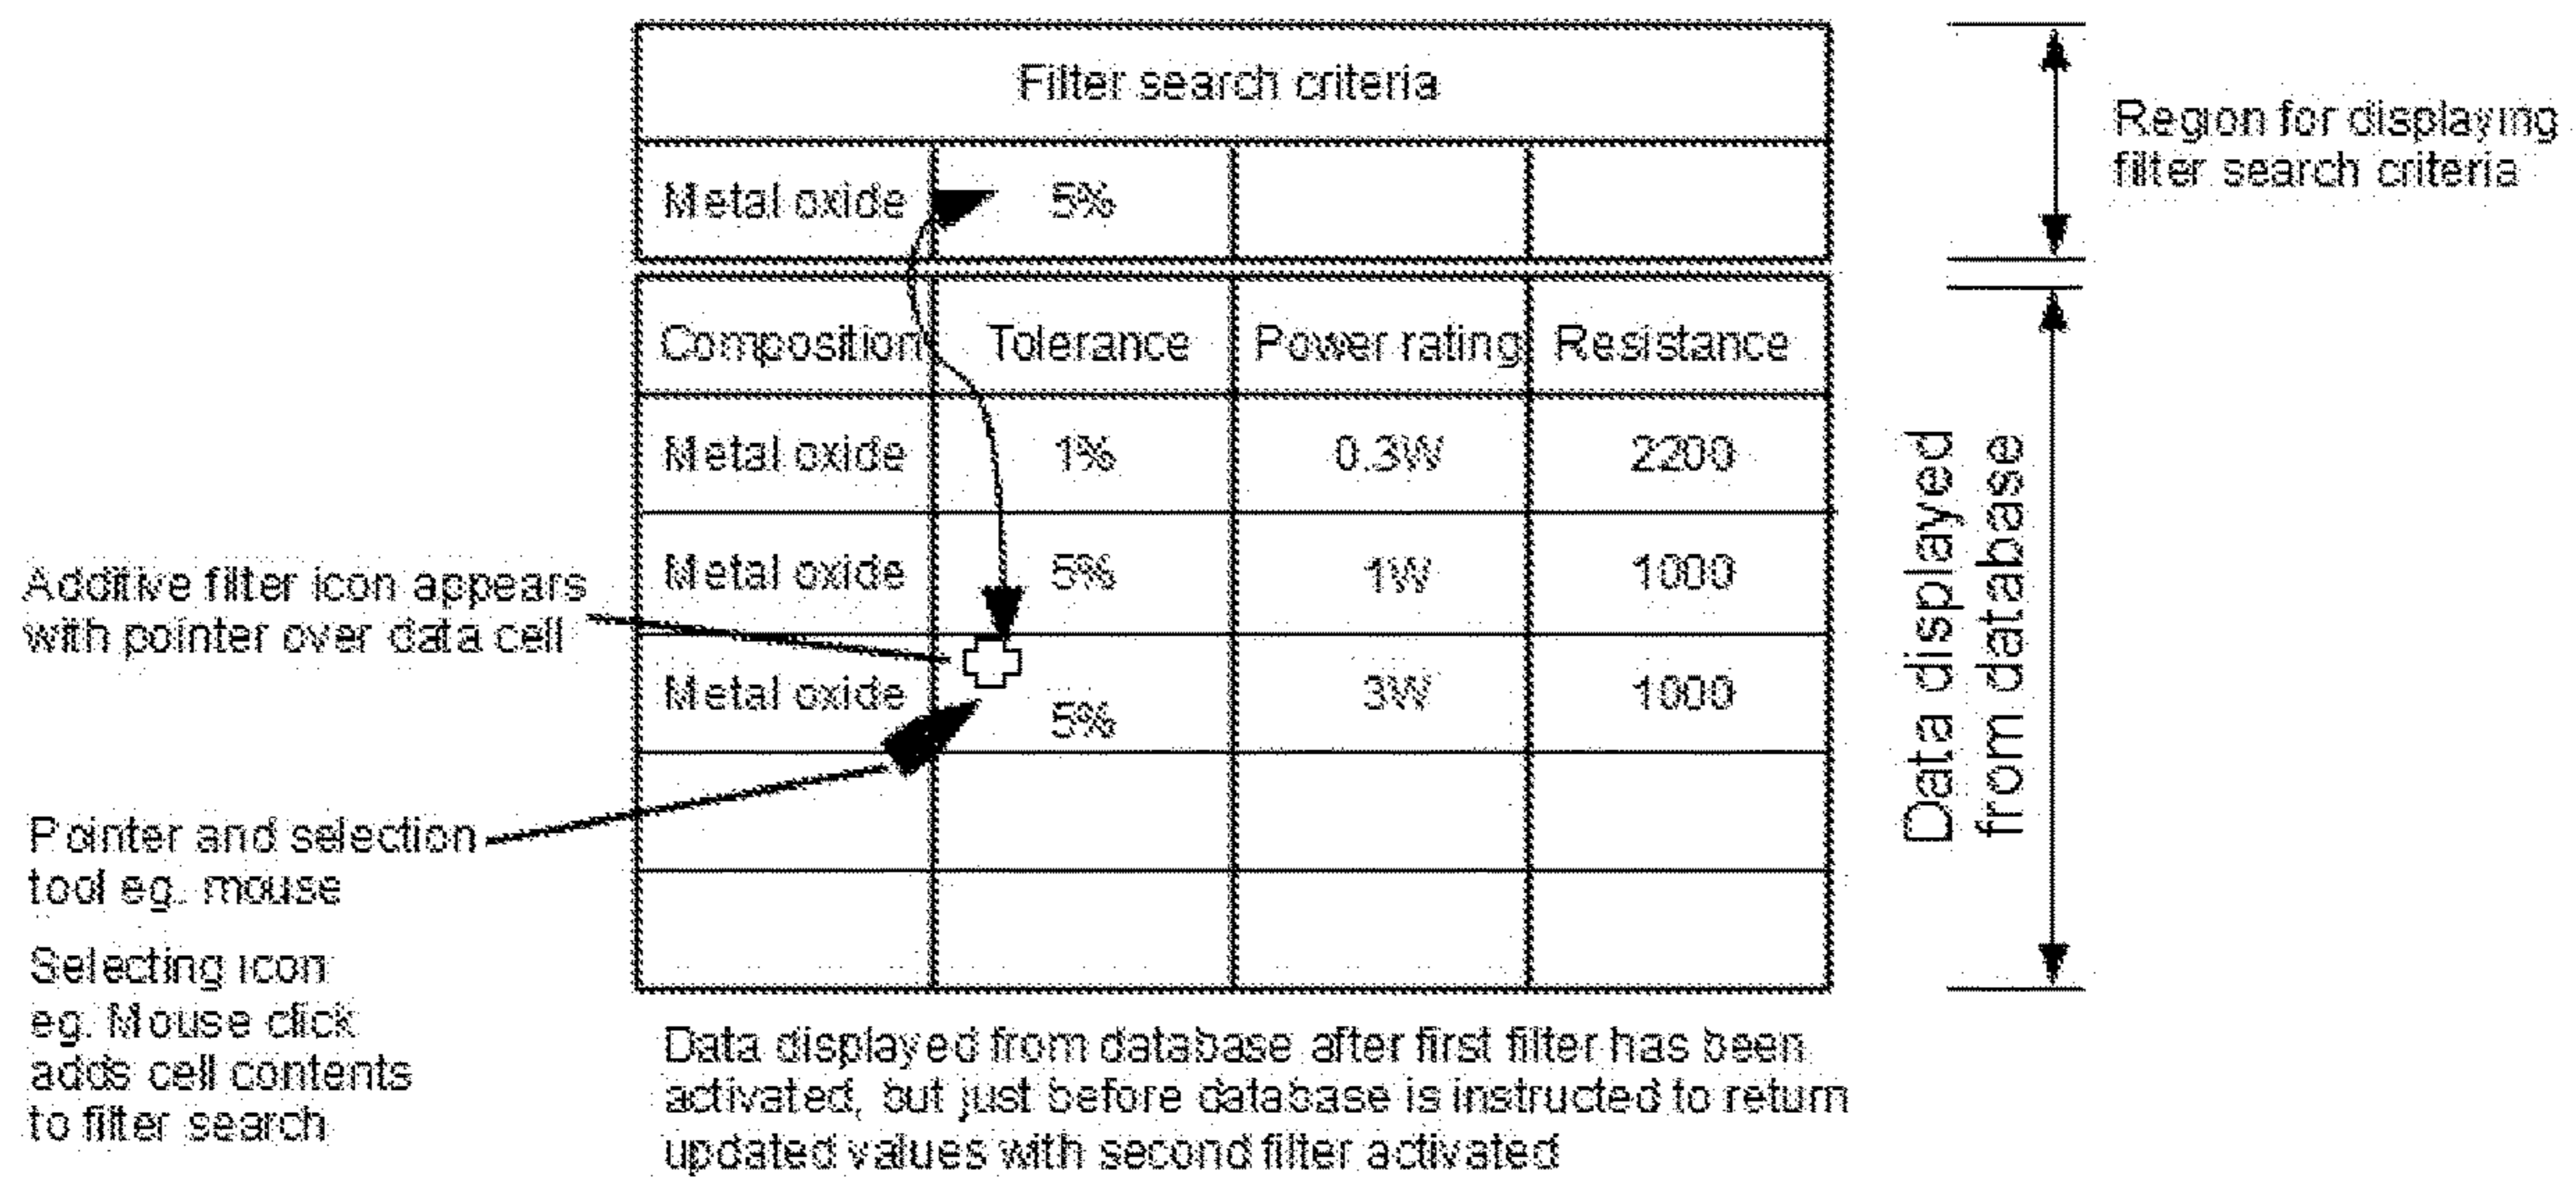 Filter search criteria
Metal oxide 5%
Region for displaying
filter search criteria
Composition Tolerance Power rating Resistance
Metal oxide 1% 0.3W 2200
Metal oxide 5% 1W 1000
Metal oxide 5% 3W 1000
Data displayed
from database
Additive filter icon appears
with pointer over data cell
Pointer and selection
tool eg. mouse
Selecting icon
eg. Mouse click
adds cell contents
to filter search
Data displayed from database after first filter has been
activated, but just before database is instructed to return
updated values with second filter activated